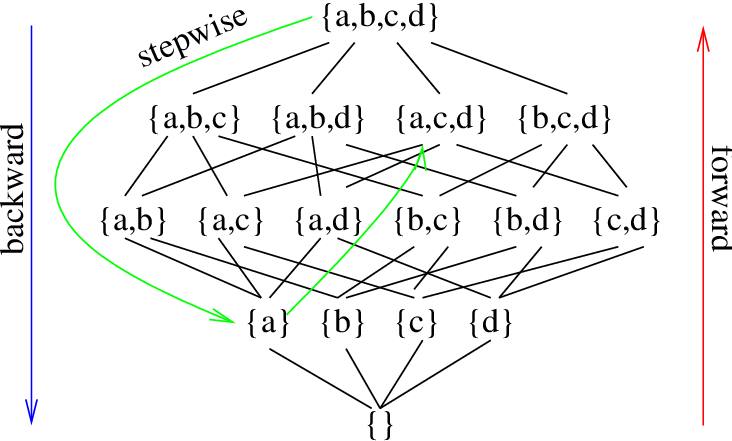 {a,b,c,d}
stepwise
{a,b,c} {a,b,d} {a,c,d} {b,c,d}
backward
forward
{a,b} {a,c} {a,d} {b,c} {b,d} {c,d}
{a} {b} {c} {d}
{}